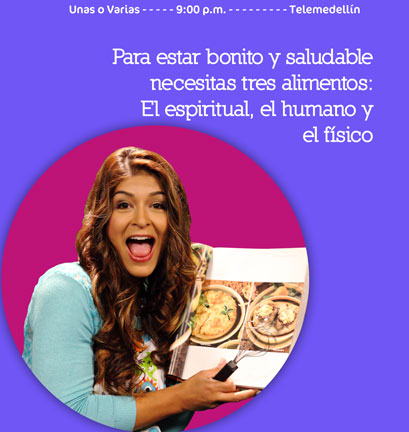 Unas o Varias - - - - - 9:00 p.m. - - - - - - - - - Telemedellín
Para estar bonito y saludable
necesitas tres alimentos:
El espiritual, el humano y
el físico